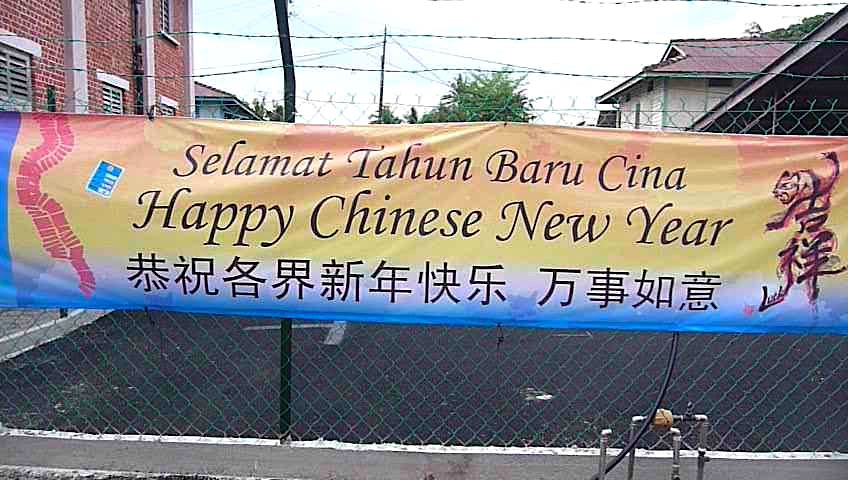 Selamat Tahun Baru Cina
Happy Chinese New Year
恭祝各界新年快乐 万事如意
吉祥